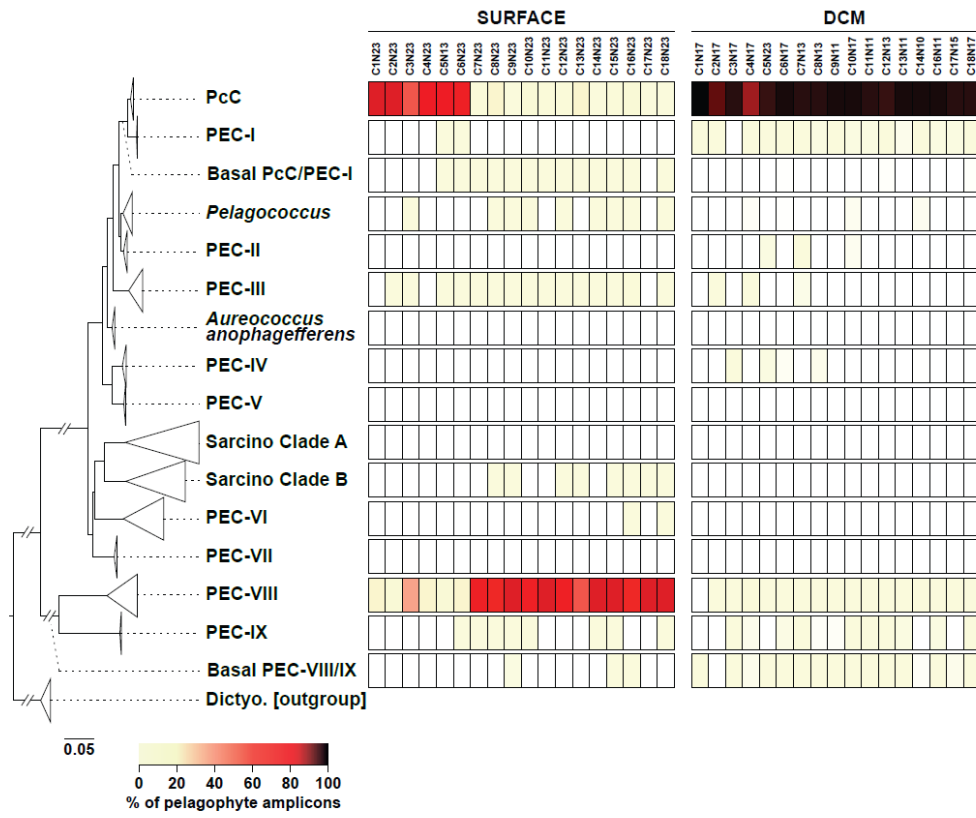 SURFACE
DCM
C1N23 C2N23 C3N23 C4N23 C5N13 C6N23 C7N23 C8N23 C9N23 C10N23 C11N23 C12N23 C13N23 C14N23 C15N23 C16N23 C17N23 C18N23
C1N17 C2N17 C3N17 C4N17 C5N23 C6N17 C7N13 C8N13 C9N11 C10N17 C11N11 C12N13 C13N11 C14N10 C16N11 C17N15 C18N17
PcC
PEC-I
Basal PcC/PEC-I
Pelagococcus
PEC-II
PEC-III
Aureococcus
anophagefferens
PEC-IV
PEC-V
Sarcino Clade A
Sarcino Clade B
PEC-VI
PEC-VII
PEC-VIII
PEC-IX
Basal PEC-VIII/IX
Dictyo. [outgroup]
0.05
0 20 40 60 80 100
% of pelagophyte amplicons